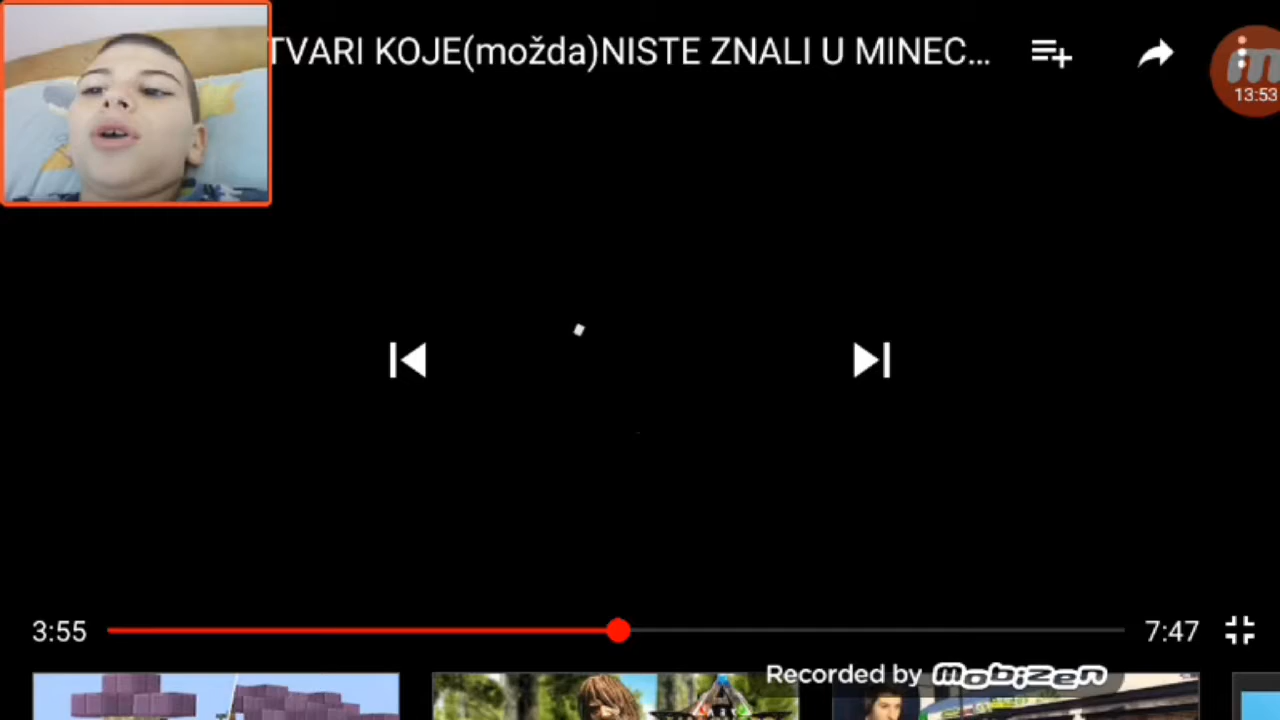 TVARI KOJE(možda)NISTE ZNALI U MINEC...
13:53
3:55
7:47
Recorded by mobizen